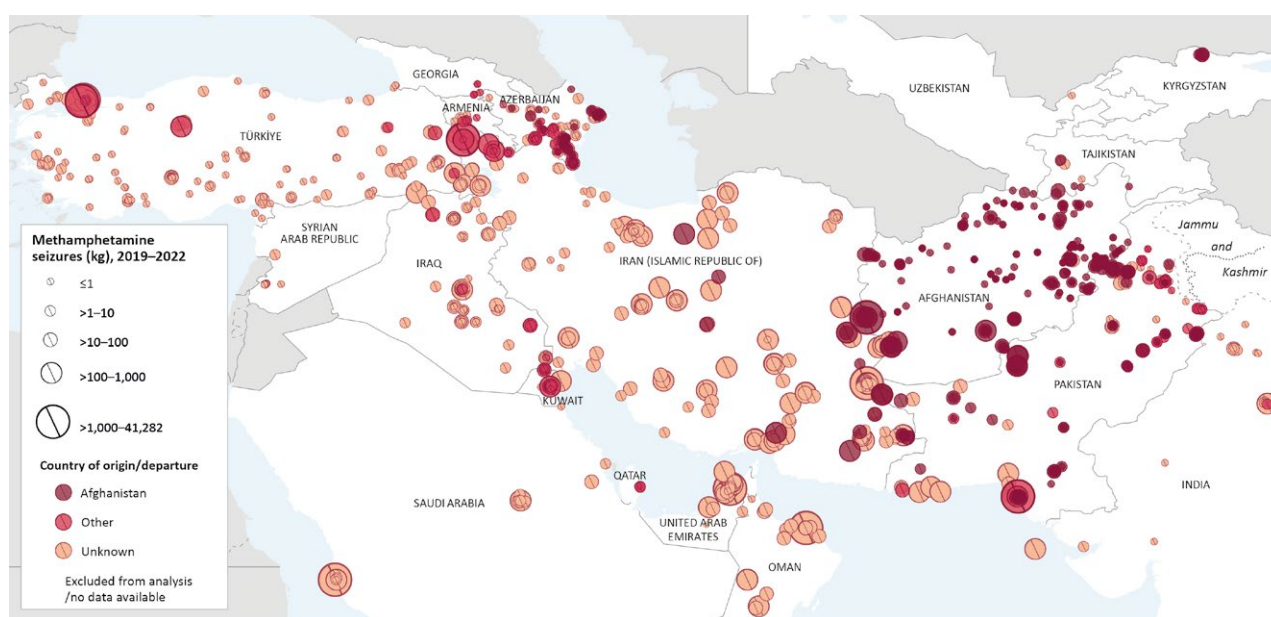 GEORGIA
ARMENIA
AZERBAIJAN
TÜRKİYE
UZBEKISTAN
KYRGYZSTAN
TAJIKISTAN
SYRIAN
ARAB REPUBLIC
IRAQ
IRAN (ISLAMIC REPUBLIC OF)
AFGHANISTAN
Jammu
and
Kashmir
PAKISTAN
KUWAIT
QATAR
SAUDI ARABIA
UNITED ARAB
EMIRATES
OMAN
INDIA
Methamphetamine
seizures (kg), 2019–2022
≤1
>1–10
>10–100
>100–1,000
>1,000–41,282
Country of origin/departure
Afghanistan
Other
Unknown
Excluded from analysis
/no data available